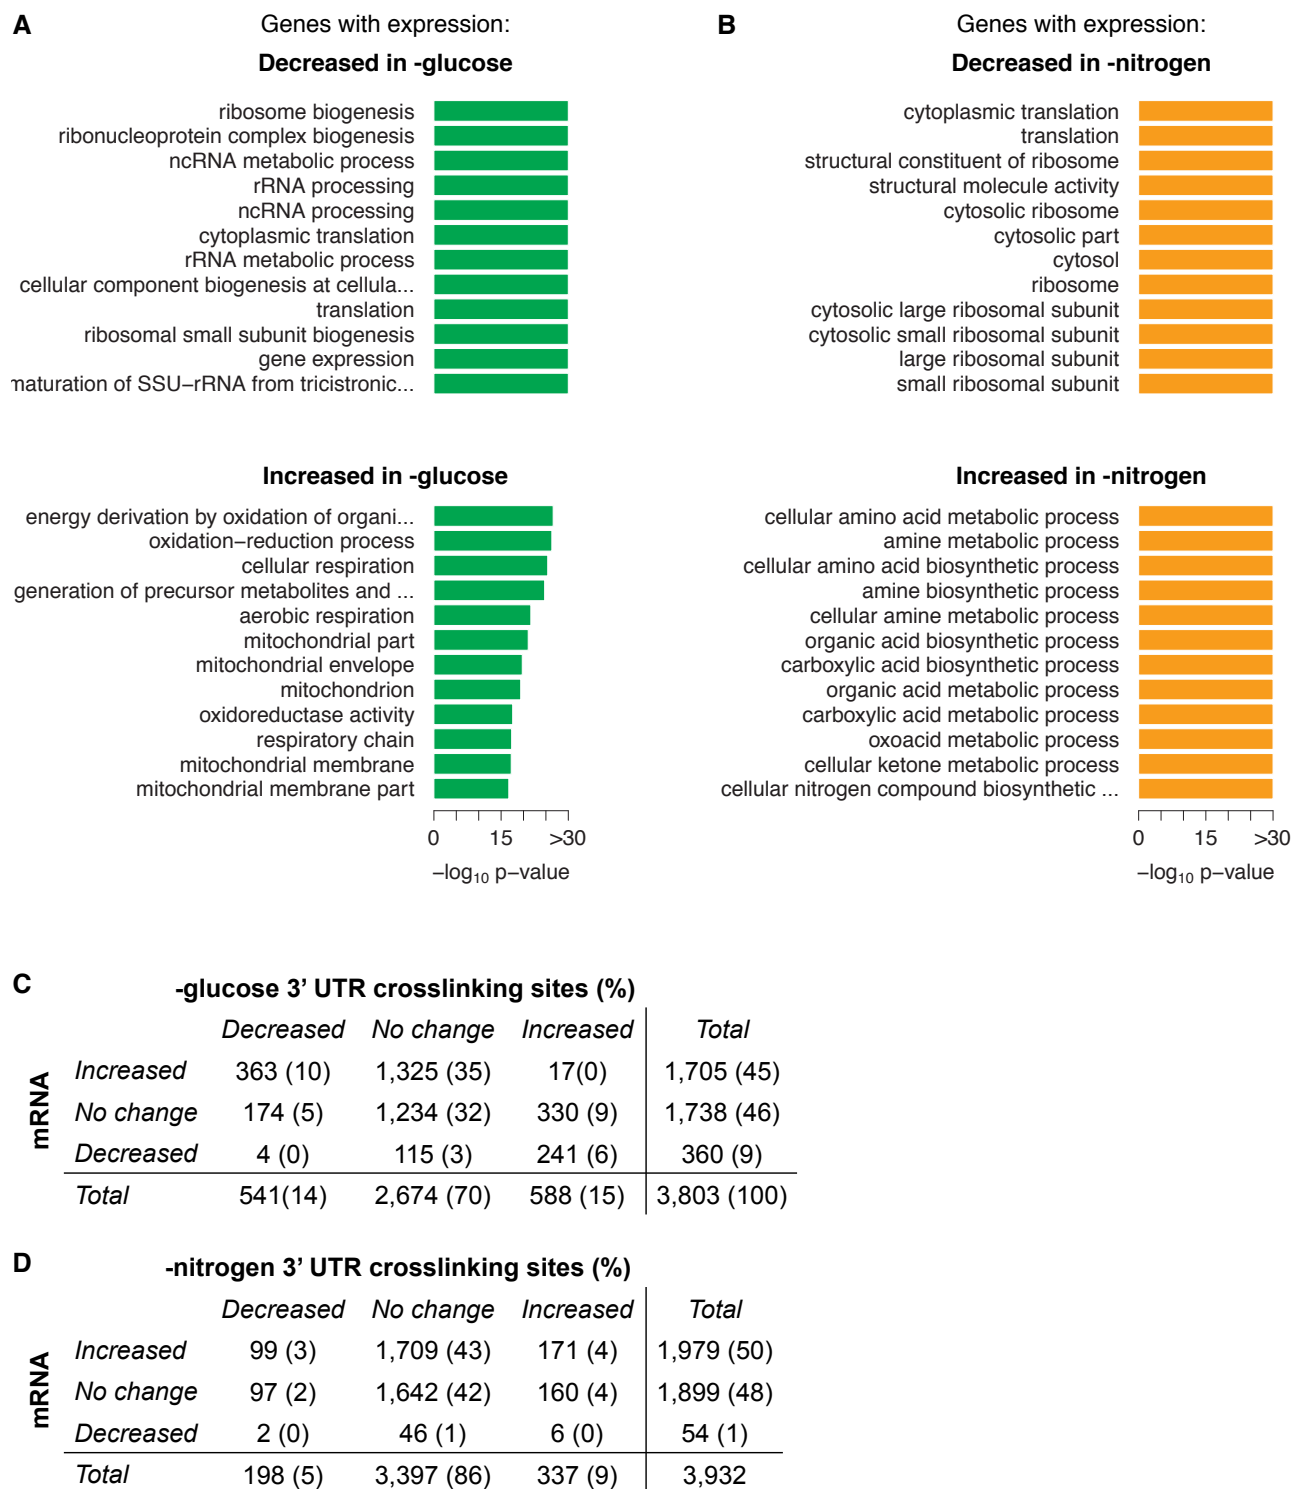 A
Genes with expression:
Decreased in -glucose
ribosome biogenesis
ribonucleoprotein complex biogenesis
ncRNA metabolic process
rRNA processing
ncRNA processing
cytoplasmic translation
rRNA metabolic process
cellular component biogenesis at cellula...
translation
ribosomal small subunit biogenesis
gene expression
maturation of SSU–rRNA from tricistronic...
Increased in -glucose
energy derivation by oxidation of organi...
oxidation–reduction process
cellular respiration
generation of precursor metabolites and ...
aerobic respiration
mitochondrial part
mitochondrial envelope
mitochondrion
oxidoreductase activity
respiratory chain
mitochondrial membrane
mitochondrial membrane part
0 15 >30
–log10 p–value
B
Genes with expression:
Decreased in -nitrogen
cytoplasmic translation
translation
structural constituent of ribosome
structural molecule activity
cytosolic ribosome
cytosolic part
cytosol
ribosome
cytosolic large ribosomal subunit
cytosolic small ribosomal subunit
large ribosomal subunit
small ribosomal subunit
Increased in -nitrogen
cellular amino acid metabolic process
amine metabolic process
cellular amino acid biosynthetic process
amine biosynthetic process
cellular amine metabolic process
organic acid biosynthetic process
carboxylic acid biosynthetic process
organic acid metabolic process
carboxylic acid metabolic process
oxoacid metabolic process
cellular ketone metabolic process
cellular nitrogen compound biosynthetic ...
0 15 >30
–log10 p–value
C
-glucose 3' UTR crosslinking sites (%)
Decreased No change Increased Total
mRNA
Increased 363 (10) 1,325 (35) 17(0) 1,705 (45)
No change 174 (5) 1,234 (32) 330 (9) 1,738 (46)
Decreased 4 (0) 115 (3) 241 (6) 360 (9)
Total 541(14) 2,674 (70) 588 (15) 3,803 (100)
D
-nitrogen 3' UTR crosslinking sites (%)
Decreased No change Increased Total
mRNA
Increased 99 (3) 1,709 (43) 171 (4) 1,979 (50)
No change 97 (2) 1,642 (42) 160 (4) 1,899 (48)
Decreased 2 (0) 46 (1) 6 (0) 54 (1)
Total 198 (5) 3,397 (86) 337 (9) 3,932